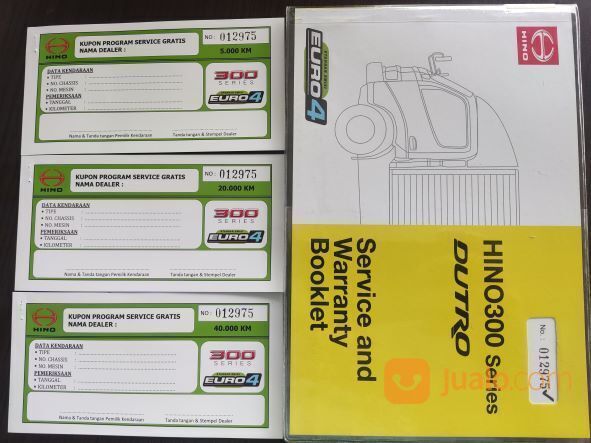 HINO
KUPON PROGRAM SERVICE GRATIS
NAMA DEALER :
NO : 012975
5.000 KM
DATA KENDARAAN
• TIPE :
• NO. CHASSIS :
• NO. MESIN :
PEMERIKSAAN
• TANGGAL :
• KILOMETER :
300
SERIES
EURO4
Nama & Tanda tangan Pemilik Kendaraan
Tanda tangan & Stempel Dealer
HINO
KUPON PROGRAM SERVICE GRATIS
NAMA DEALER :
NO : 012975
20.000 KM
DATA KENDARAAN
• TIPE :
• NO. CHASSIS :
• NO. MESIN :
PEMERIKSAAN
• TANGGAL :
• KILOMETER :
300
SERIES
EURO4
Nama & Tanda tangan Pemilik Kendaraan
Tanda tangan & Stempel Dealer
HINO
KUPON PROGRAM SERVICE GRATIS
NAMA DEALER :
NO : 012975
40.000 KM
DATA KENDARAAN
• TIPE :
• NO. CHASSIS :
• NO. MESIN :
PEMERIKSAAN
• TANGGAL :
• KILOMETER :
300
SERIES
EURO4
Nama & Tanda tangan Pemilik Kendaraan
Tanda tangan & Stempel Dealer
HINO
EURO4
HINO300 Series
DUTRO
Service and
Warranty
Booklet
No : 012975
jualo.com